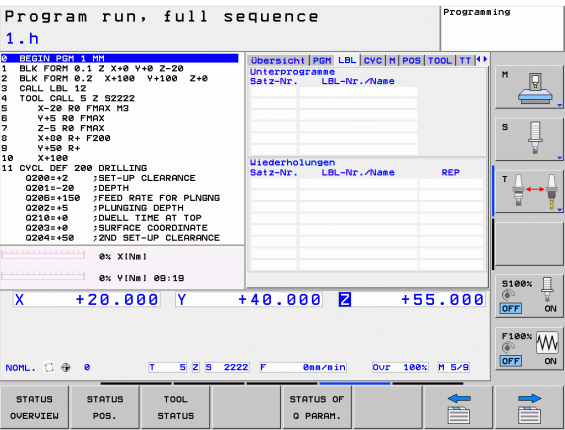 Program run, full sequence
Programming
1.h
0 BEGIN PGM 1 MM
1 BLK FORM 0.1 Z X+0 Y+0 Z-20
2 BLK FORM 0.2 X+100 Y+100 Z+0
3 CALL LBL 12
4 TOOL CALL 5 Z S2222
5 X-20 R0 FMAX M3
6 Y+5 R0 FMAX
7 Z-5 R0 FMAX
8 X+80 R+ F200
9 Y+50 R+
10 X+100
11 CYCL DEF 200 DRILLING
Q200=+2 ;SET-UP CLEARANCE
Q201=-20 ;DEPTH
Q206=+150 ;FEED RATE FOR PLNGNG
Q202=+5 ;PLUNGING DEPTH
Q210=+0 ;DWELL TIME AT TOP
Q203=+0 ;SURFACE COORDINATE
Q204=+50 ;2ND SET-UP CLEARANCE
0% X[Nm]
0% Y[Nm] 09:19
Übersicht PGM LBL CYC M POS TOOL TT
Unterprogramme
Satz-Nr. LBL-Nr./Name
Wiederholungen
Satz-Nr. LBL-Nr./Name REP
X +20.000 Y +40.000 Z +55.000
NOML. 0 T 5 Z S 2222 F 0mm/min Ovr 100% M 5/9
M
S
T
S100%
OFF ON
F100%
OFF ON
STATUS OVERVIEW
STATUS POS.
TOOL STATUS
STATUS OF Q PARAM.